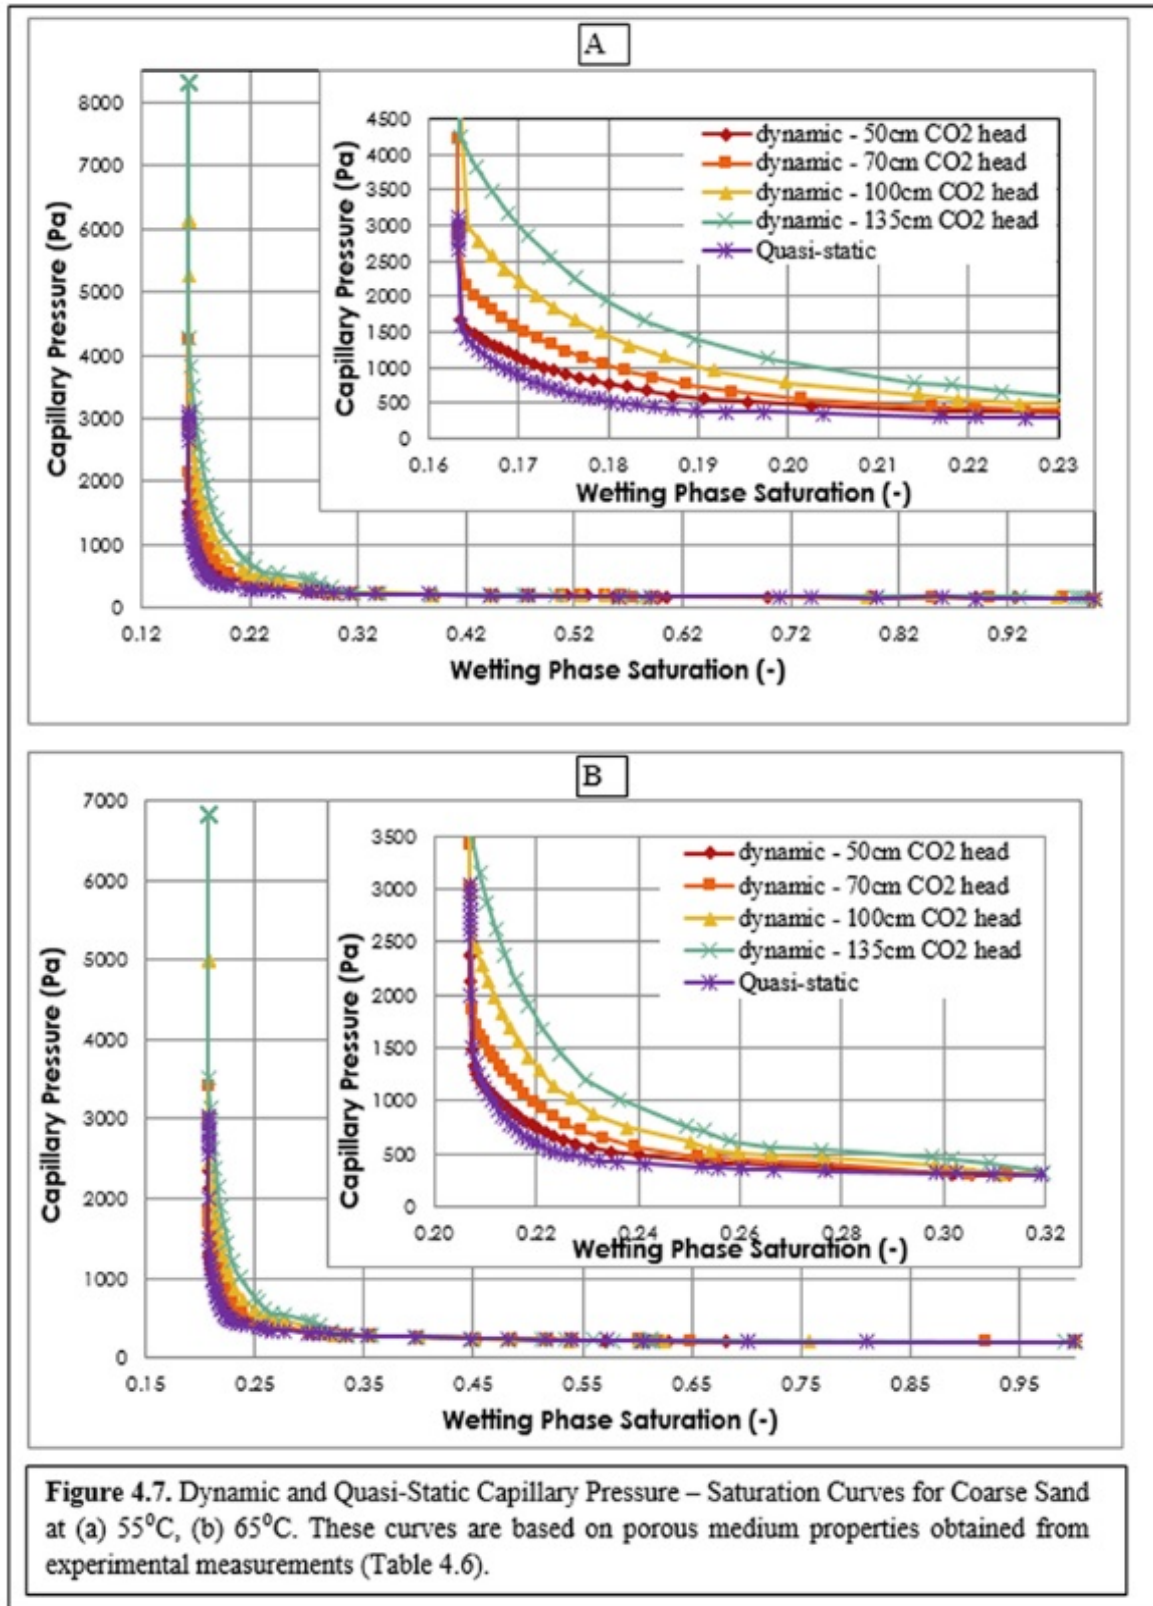 A
8000
7000
6000
5000
4000
3000
2000
1000
0
Capillary Pressure (Pa)
0.12 0.22 0.32 0.42 0.52 0.62 0.72 0.82 0.92
Wetting Phase Saturation (-)
4500
4000
3500
3000
2500
2000
1500
1000
500
0
Capillary Pressure (Pa)
0.16 0.17 0.18 0.19 0.20 0.21 0.22 0.23
Wetting Phase Saturation (-)
dynamic - 50cm CO2 head
dynamic - 70cm CO2 head
dynamic - 100cm CO2 head
dynamic - 135cm CO2 head
Quasi-static
B
7000
6000
5000
4000
3000
2000
1000
0
Capillary Pressure (Pa)
0.15 0.25 0.35 0.45 0.55 0.65 0.75 0.85 0.95
Wetting Phase Saturation (-)
3500
3000
2500
2000
1500
1000
500
0
Capillary Pressure (Pa)
0.20 0.22 0.24 0.26 0.28 0.30 0.32
Wetting Phase Saturation (-)
dynamic - 50cm CO2 head
dynamic - 70cm CO2 head
dynamic - 100cm CO2 head
dynamic - 135cm CO2 head
Quasi-static
Figure 4.7. Dynamic and Quasi-Static Capillary Pressure – Saturation Curves for Coarse Sand
at (a) 55⁰C, (b) 65⁰C. These curves are based on porous medium properties obtained from
experimental measurements (Table 4.6).